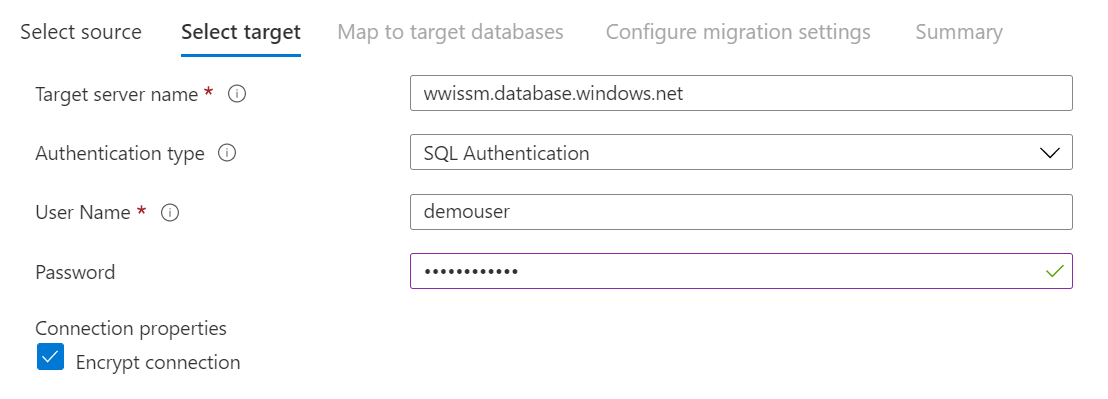 Select source Select target Map to target databases Configure migration settings Summary
Target server name * wwissm.database.windows.net
Authentication type SQL Authentication
User Name * demouser
Password ••••••••••••
Connection properties
Encrypt connection